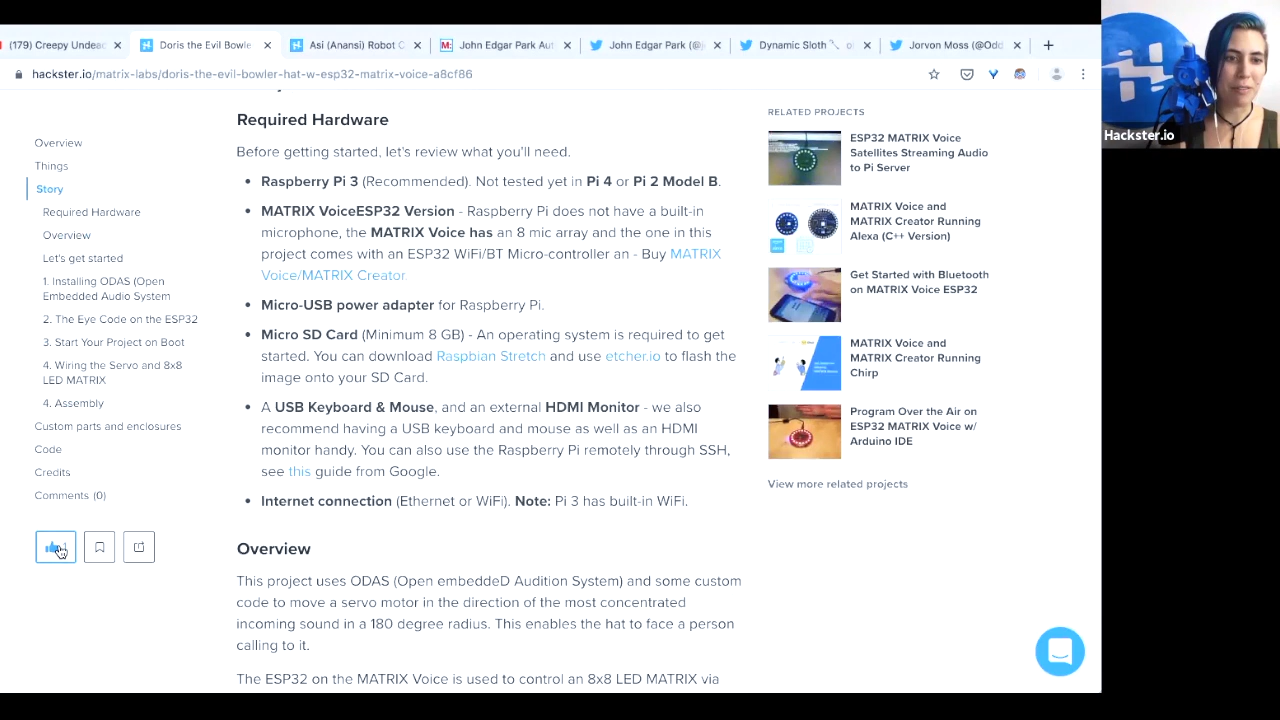 (179) Creepy Undead
Doris the Evil Bowle
Asi (Anansi) Robot C
M:
John Edgar Park Aut
John Edgar Park (@j
Dynamic Sloth
Jorvon Moss (@Odd
hackster.io/matrix-labs/doris-the-evil-bowler-hat-w-esp32-matrix-voice-a8cf86
Hackster.io
Overview
Things
Story
Required Hardware
Overview
Let's get started
1. Installing ODAS (Open
Embedded Audio System
2. The Eye Code on the ESP32
3. Start Your Project on Boot
4. Wiring the Servo and 8x8
LED MATRIX
4. Assembly
Custom parts and enclosures
Code
Credits
Comments (0)
Required Hardware
Before getting started, let's review what you'll need.
• Raspberry Pi 3 (Recommended). Not tested yet in Pi 4 or Pi 2 Model B.
• MATRIX VoiceESP32 Version - Raspberry Pi does not have a built-in
microphone, the MATRIX Voice has an 8 mic array and the one in this
project comes with an ESP32 WiFi/BT Micro-controller an - Buy MATRIX
Voice/MATRIX Creator.
• Micro-USB power adapter for Raspberry Pi.
• Micro SD Card (Minimum 8 GB) - An operating system is required to get
started. You can download Raspbian Stretch and use etcher.io to flash the
image onto your SD Card.
• A USB Keyboard & Mouse, and an external HDMI Monitor - we also
recommend having a USB keyboard and mouse as well as an HDMI
monitor handy. You can also use the Raspberry Pi remotely through SSH,
see this guide from Google.
• Internet connection (Ethernet or WiFi). Note: Pi 3 has built-in WiFi.
Overview
This project uses ODAS (Open embeddeD Audition System) and some custom
code to move a servo motor in the direction of the most concentrated
incoming sound in a 180 degree radius. This enables the hat to face a person
calling to it.
The ESP32 on the MATRIX Voice is used to control an 8x8 LED MATRIX via
RELATED PROJECTS
ESP32 MATRIX Voice
Satellites Streaming Audio
to Pi Server
MATRIX Voice and
MATRIX Creator Running
Alexa (C++ Version)
Get Started with Bluetooth
on MATRIX Voice ESP32
MATRIX Voice and
MATRIX Creator Running
Chirp
Program Over the Air on
ESP32 MATRIX Voice w/
Arduino IDE
View more related projects